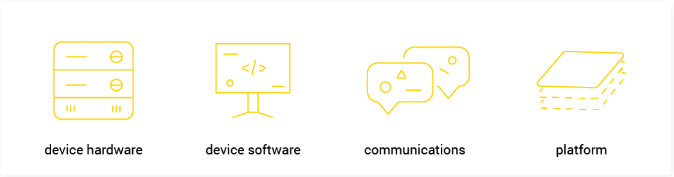 </>
device hardware
device software
communications
platform